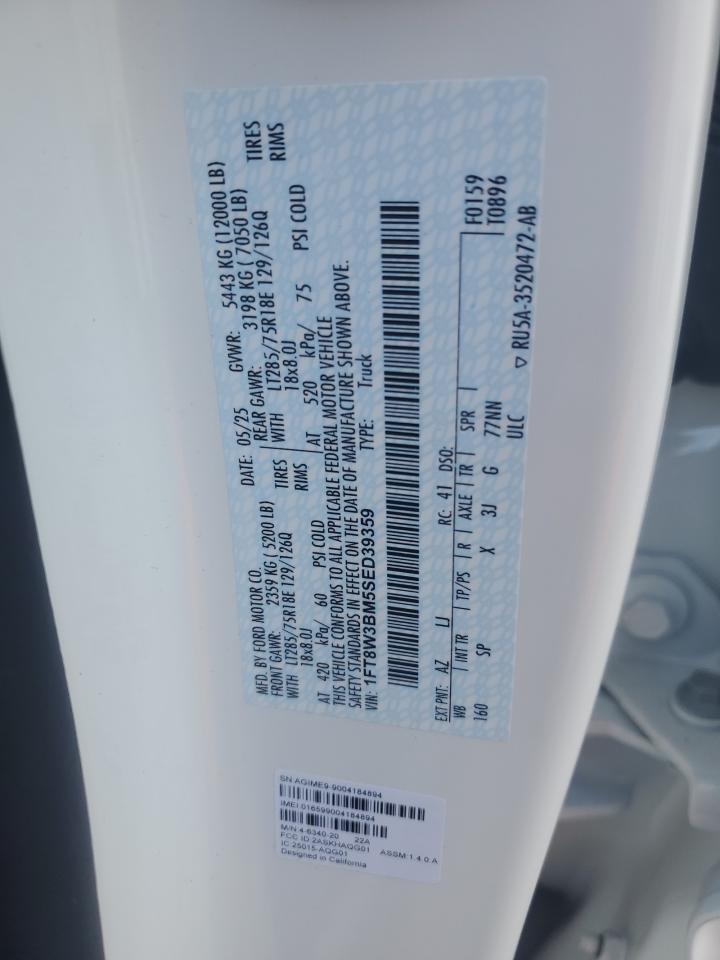 MFD. BY FORD MOTOR CO.
DATE: 05/25 GVWR: 5443 KG (12000 LB)
FRONT GAWR: 2359 KG ( 5200 LB) REAR GAWR: 3198 KG ( 7050 LB)
WITH LT285/75R18E 129/126Q TIRES WITH LT285/75R18E 129/126Q TIRES
18x8.0J RIMS 18x8.0J RIMS
AT 420 kPa/ 60 PSI COLD AT 520 kPa/ 75 PSI COLD
THIS VEHICLE CONFORMS TO ALL APPLICABLE FEDERAL MOTOR VEHICLE
SAFETY STANDARDS IN EFFECT ON THE DATE OF MANUFACTURE SHOWN ABOVE.
VIN: 1FT8W3BM5SED39359 TYPE: Truck
EXT PNT: AZ LJ RC: 41 DSO: F0159
WB INT TR TP/PS R AXLE TR SPR T0896
160 SP X 3J G 77NN
ULC ▽ RU5A-3520472-AB
SN AGIME9-9004184894
IMEI 016599004184894
M/N 4-6340-20 22A
FCC ID 2ASKHAQG01 ASSM:1.4.0.A
IC 25015-AQG01
Designed in California